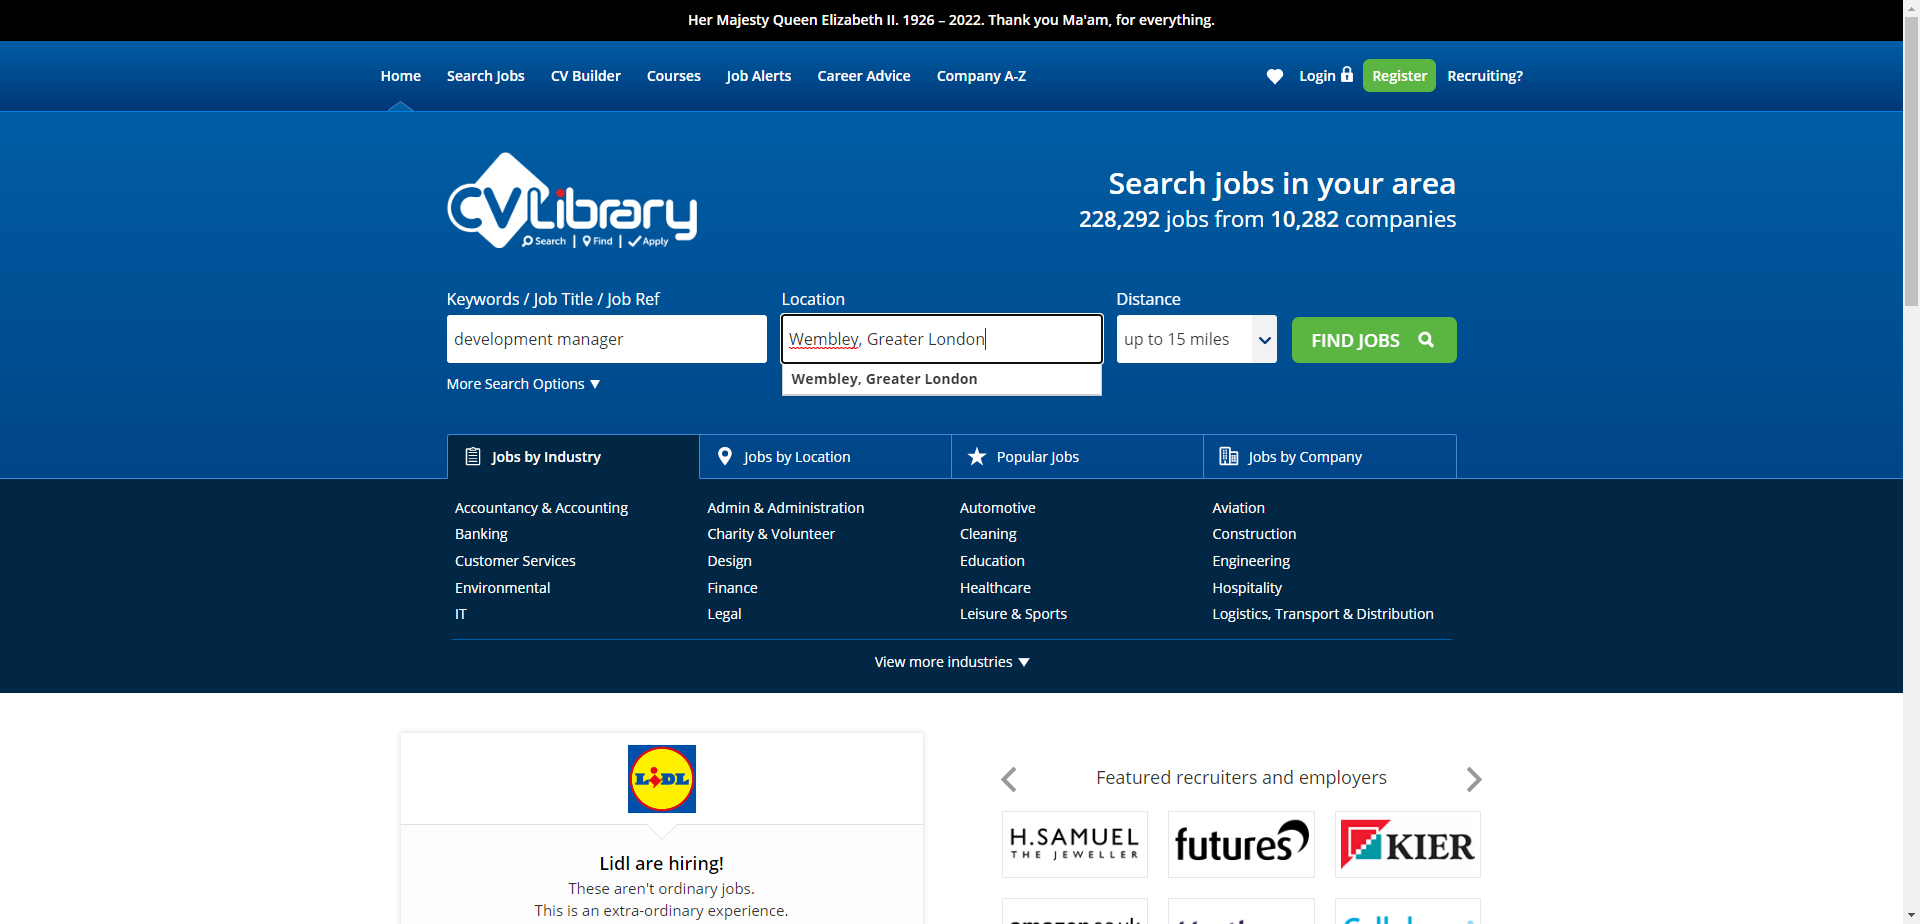 Her Majesty Queen Elizabeth II. 1926 – 2022. Thank you Ma'am, for everything.
Home Search Jobs CV Builder Courses Job Alerts Career Advice Company A-Z Login Register Recruiting?
CV Library
Search | Find | Apply
Search jobs in your area
228,292 jobs from 10,282 companies
Keywords / Job Title / Job Ref Location Distance
development manager Wembley, Greater London up to 15 miles FIND JOBS
Wembley, Greater London
More Search Options
Jobs by Industry Jobs by Location Popular Jobs Jobs by Company
Accountancy & Accounting Admin & Administration Automotive Aviation
Banking Charity & Volunteer Cleaning Construction
Customer Services Design Education Engineering
Environmental Finance Healthcare Hospitality
IT Legal Leisure & Sports Logistics, Transport & Distribution
View more industries
LIDL
Featured recruiters and employers
H.SAMUEL
THE JEWELLER
futures
KIER
Lidl are hiring!
These aren't ordinary jobs.
This is an extra-ordinary experience.